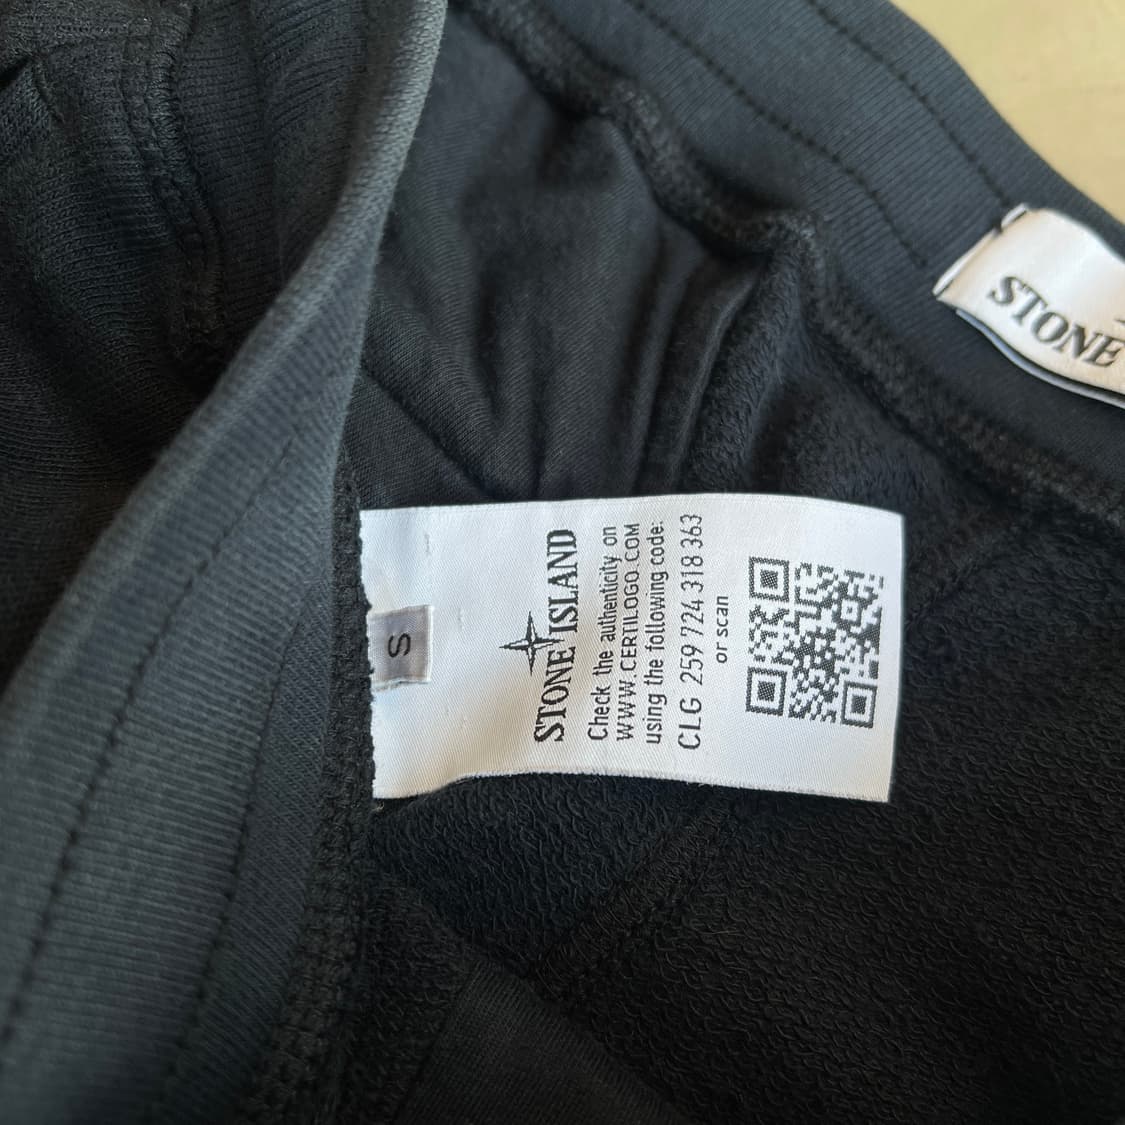 STONE
S
STONE ISLAND
Check the authenticity on
WWW.CERTILOGO.COM
using the following code:
CLG 259 724 318 363
or scan